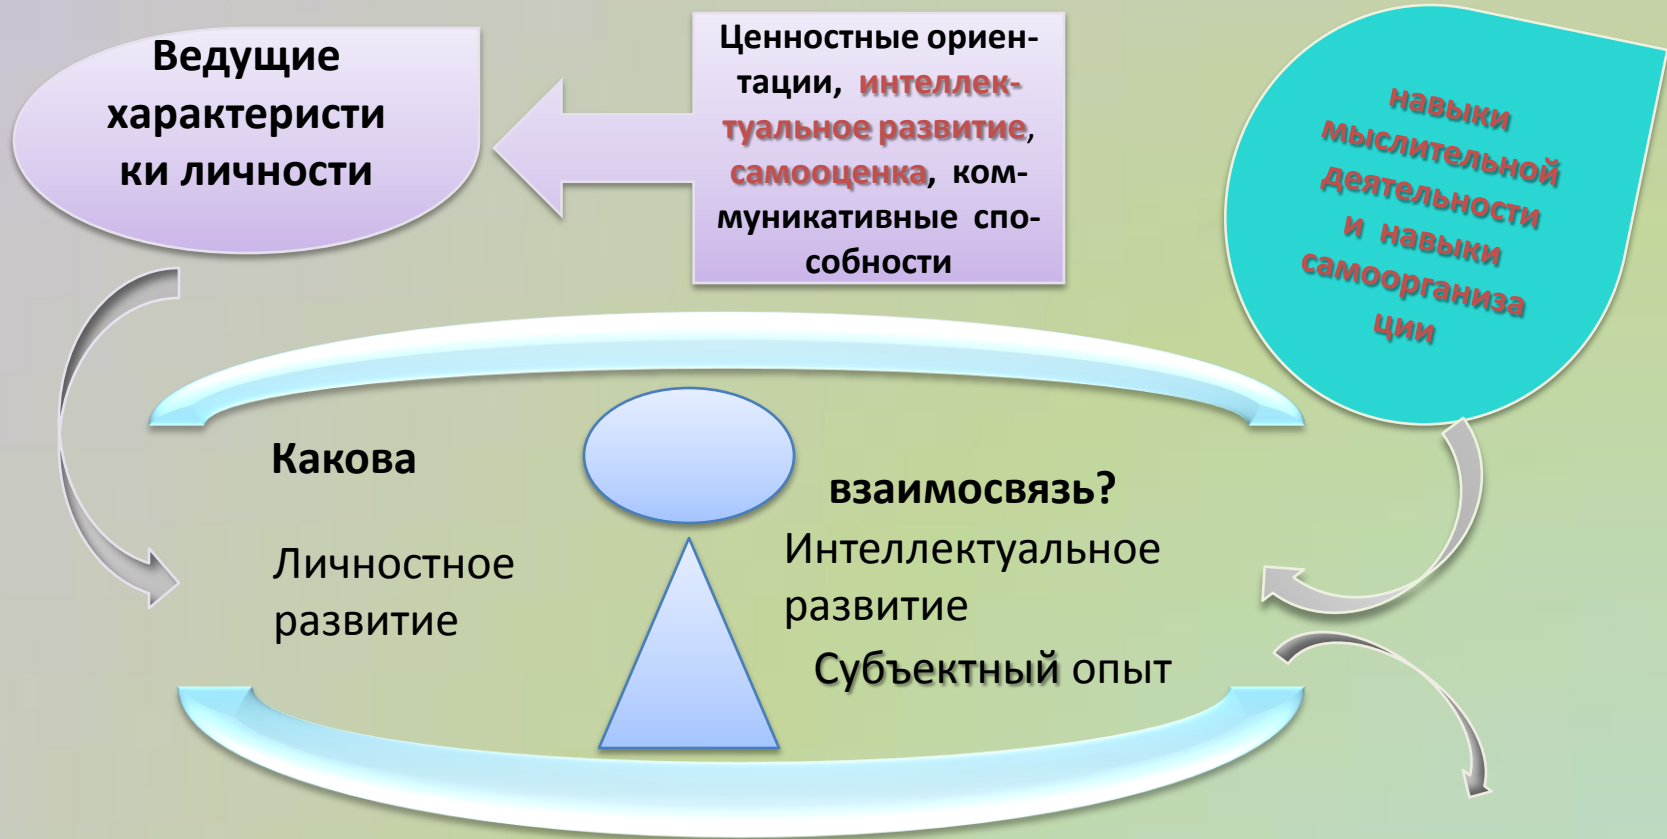 Ведущие
характеристи
ки личности
Ценностные ориен-
тации, интеллек-
туальное развитие,
самооценка, ком-
муникативные спо-
собности
навыки
мыслительной
деятельности
и навыки
самоорганиза
ции
Какова
взаимосвязь?
Личностное
развитие
Интеллектуальное
развитие
Субъектный опыт